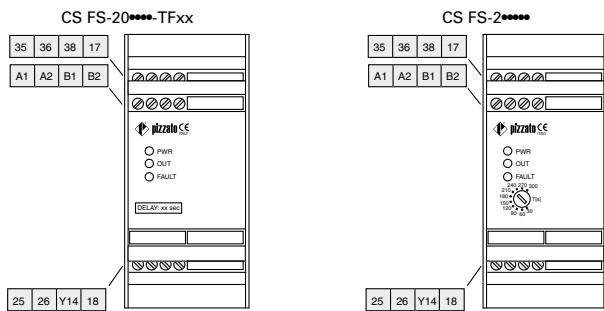 CS FS-20••••-TFxx
35 36 38 17
A1 A2 B1 B2
pizzato CE
ITALY
PWR
OUT
FAULT
DELAY: xx sec
25 26 Y14 18
CS FS-2•••••
35 36 38 17
A1 A2 B1 B2
pizzato CE
ITALY
PWR
OUT
FAULT
240 270 300
210
180
150
120
90 60 30
T[x]
25 26 Y14 18